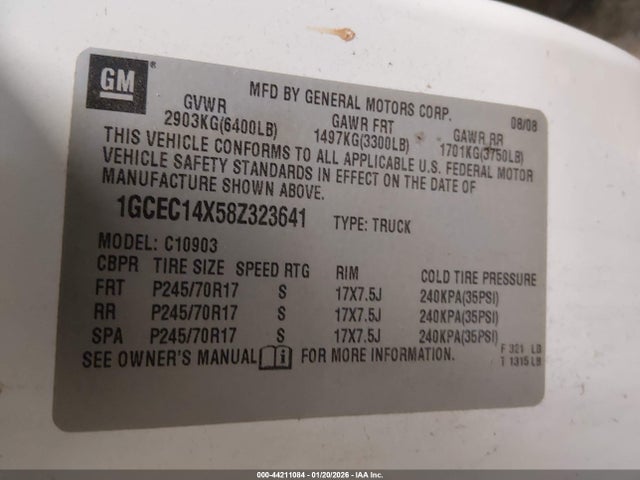 GM
®
MFD BY GENERAL MOTORS CORP.
08/08
GVWR GAWR FRT GAWR RR
2903KG(6400LB) 1497KG(3300LB) 1701KG(3750LB)
THIS VEHICLE CONFORMS TO ALL APPLICABLE U.S. FEDERAL MOTOR
VEHICLE SAFETY STANDARDS IN EFFECT ON THE DATE OF
MANUFACTURE SHOWN ABOVE.
1GCEC14X58Z323641 TYPE: TRUCK
MODEL: C10903
CBPR TIRE SIZE SPEED RTG RIM COLD TIRE PRESSURE
FRT P245/70R17 S 17X7.5J 240KPA(35PSI)
RR P245/70R17 S 17X7.5J 240KPA(35PSI)
SPA P245/70R17 S 17X7.5J 240KPA(35PSI)
SEE OWNER'S MANUAL i FOR MORE INFORMATION.
F 321 LB
T 1315 LB
000-44211084 - 01/20/2026 - IAA Inc.